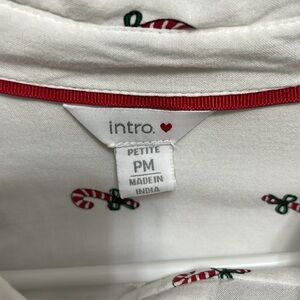 intro.
PETITE
PM
MADE IN
INDIA